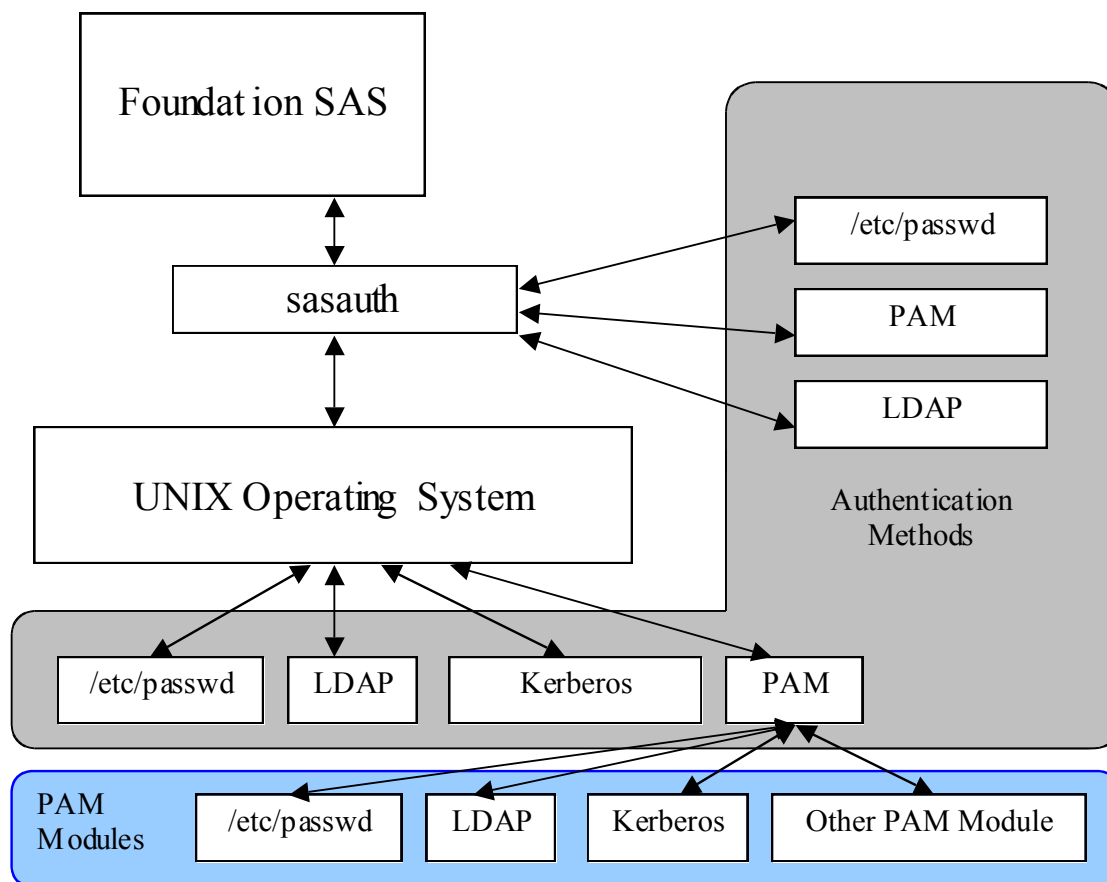 Foundation SAS
/etc/passwd
sasauth
PAM
LDAP
UNIX Operating System
Authentication
Methods
/etc/passwd
LDAP
Kerberos
PAM
PAM
Modules
/etc/passwd
LDAP
Kerberos
Other PAM Module